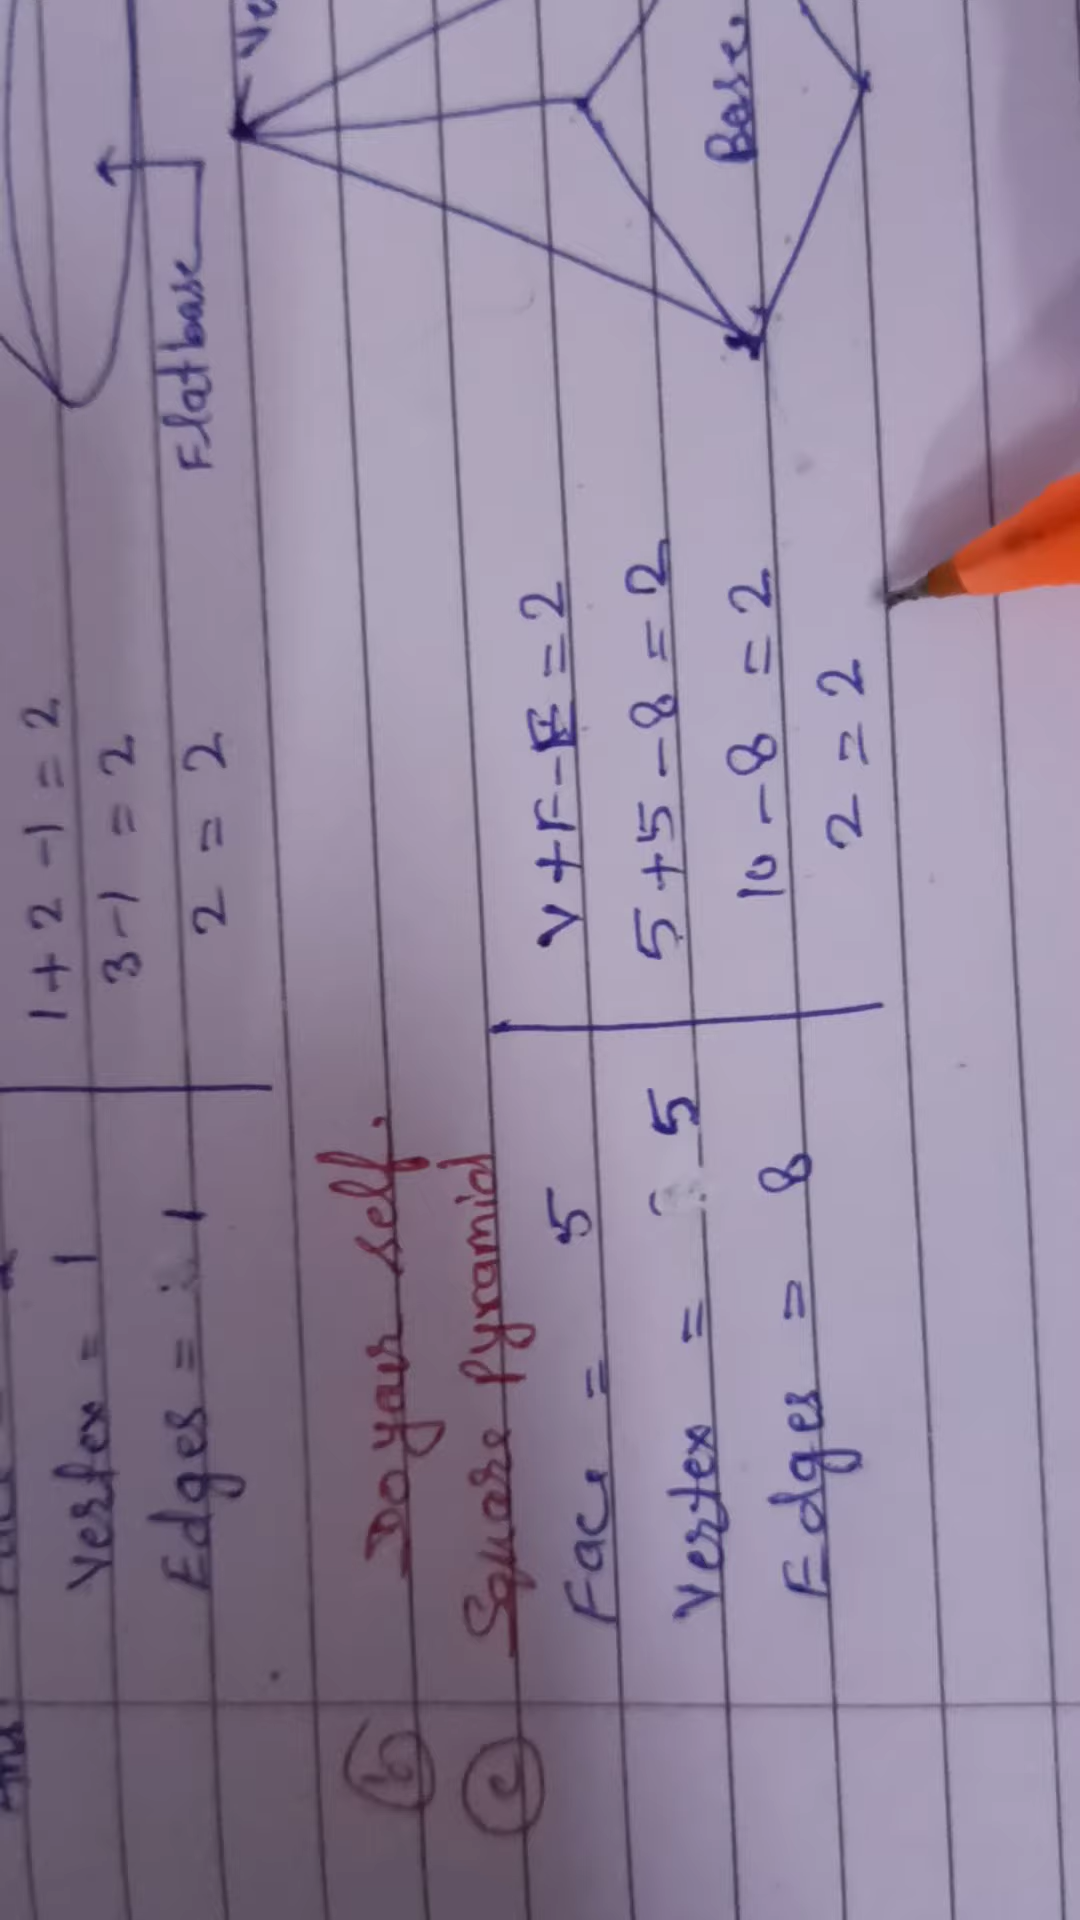 1 + 2 - 1 = 2
Vertex = 1
3 - 1 = 2
Edges = 1
2 = 2
Flat base
(b) Do your self.
(c) Square Pyramid
Face = 5
V + F - E = 2
Vertex = 5
5 + 5 - 8 = 2
Edges = 8
10 - 8 = 2
2 = 2
Base